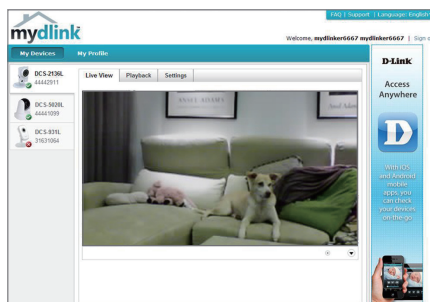 FAQ | Support | Language: English
mydlink
Welcome, mydlinker6667 mydlinker6667 | Sign o
My Devices
My Profile
DCS-2136L
44442911
DCS-5020L
44441099
DCS-931L
31631064
Live View
Playback
Settings
ANSEL ADAMS
D-Link
Access
Anywhere
D
With iOS
and Android
mobile
apps, you
can check
your devices
on-the-go